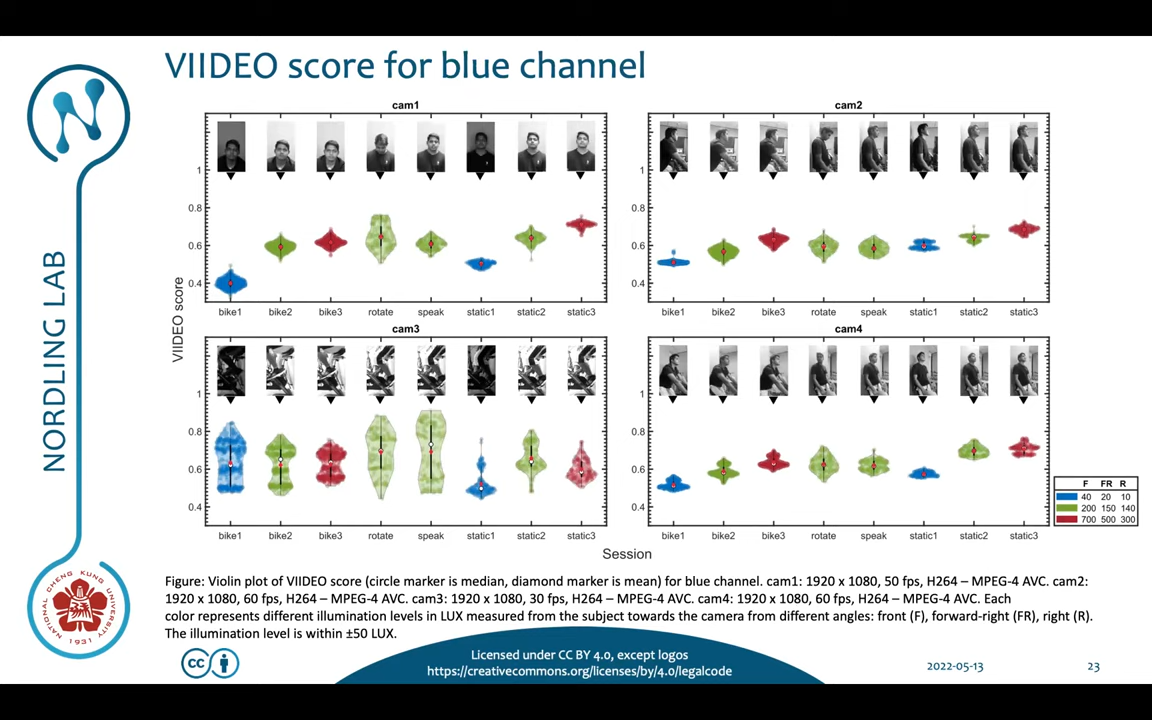 VIIDEO score for blue channel
NORDLING LAB
cam1
1
0.8
0.6
0.4
bike1 bike2 bike3 rotate speak static1 static2 static3
cam2
1
0.8
0.6
0.4
bike1 bike2 bike3 rotate speak static1 static2 static3
VIIDEO score
cam3
1
0.8
0.6
0.4
bike1 bike2 bike3 rotate speak static1 static2 static3
cam4
1
0.8
0.6
0.4
bike1 bike2 bike3 rotate speak static1 static2 static3
Session
F FR R
40 20 10
200 150 140
700 500 300
Figure: Violin plot of VIIDEO score (circle marker is median, diamond marker is mean) for blue channel. cam1: 1920 x 1080, 50 fps, H264 – MPEG-4 AVC. cam2:
1920 x 1080, 60 fps, H264 – MPEG-4 AVC. cam3: 1920 x 1080, 30 fps, H264 – MPEG-4 AVC. cam4: 1920 x 1080, 60 fps, H264 – MPEG-4 AVC. Each
color represents different illumination levels in LUX measured from the subject towards the camera from different angles: front (F), forward-right (FR), right (R).
The illumination level is within ±50 LUX.
NATIONAL CHENG KUNG UNIVERSITY
1931
cc
Licensed under CC BY 4.0, except logos
https://creativecommons.org/licenses/by/4.0/legalcode
2022-05-13
23